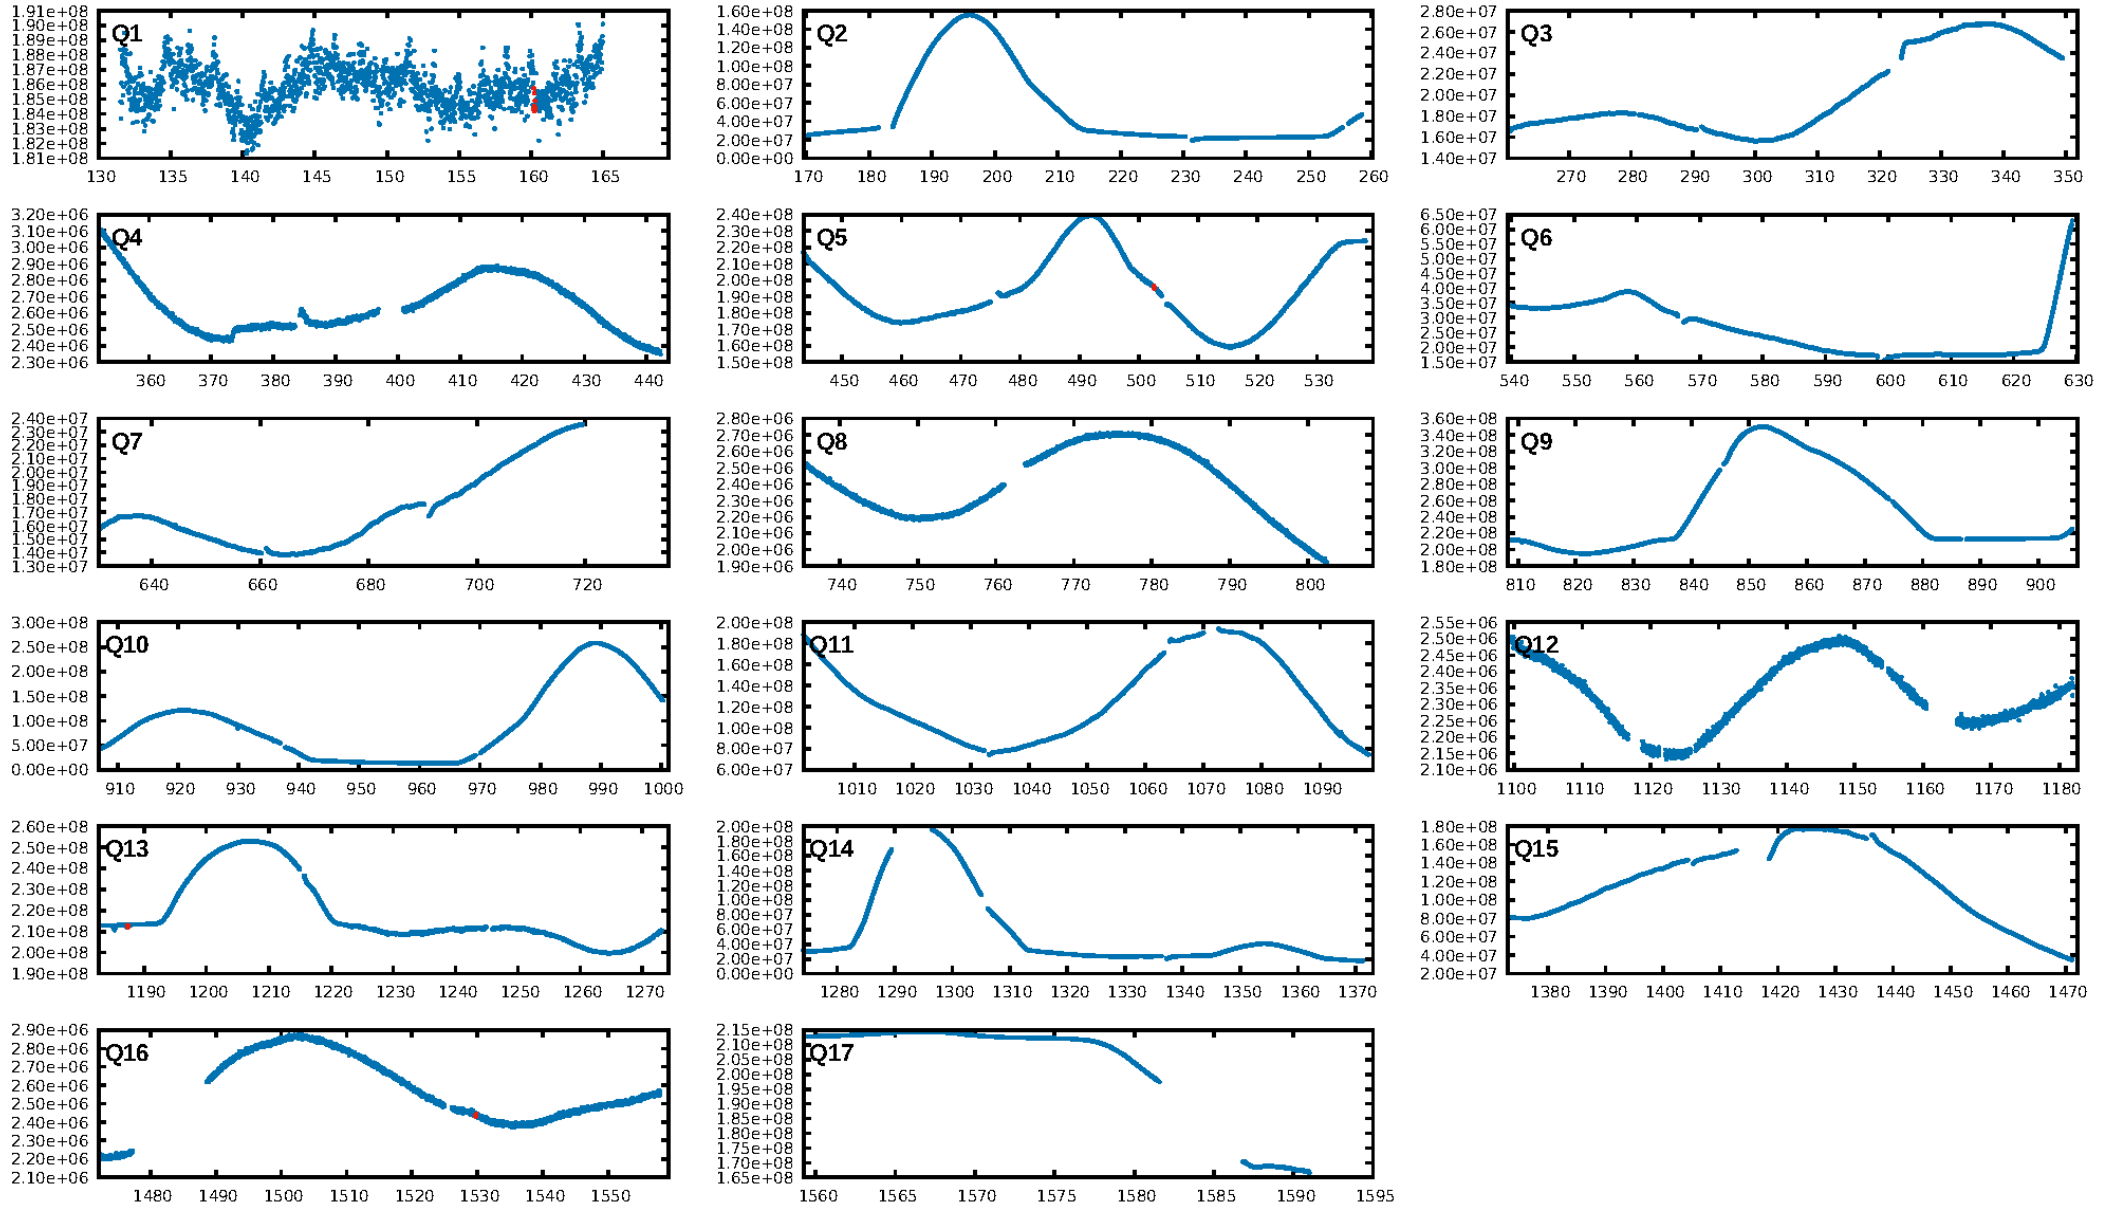 1.91e+08
1.90e+08
1.89e+08
1.88e+08
1.87e+08
1.86e+08
1.85e+08
1.84e+08
1.83e+08
1.82e+08
1.81e+08
Q1
130 135 140 145 150 155 160 165
1.60e+08
1.40e+08
1.20e+08
1.00e+08
8.00e+07
6.00e+07
4.00e+07
2.00e+07
0.00e+00
Q2
170 180 190 200 210 220 230 240 250 260
2.80e+07
2.60e+07
2.40e+07
2.20e+07
2.00e+07
1.80e+07
1.60e+07
1.40e+07
Q3
270 280 290 300 310 320 330 340 350
3.20e+06
3.10e+06
3.00e+06
2.90e+06
2.80e+06
2.70e+06
2.60e+06
2.50e+06
2.40e+06
2.30e+06
Q4
360 370 380 390 400 410 420 430 440
2.40e+08
2.30e+08
2.20e+08
2.10e+08
2.00e+08
1.90e+08
1.80e+08
1.70e+08
1.60e+08
1.50e+08
Q5
450 460 470 480 490 500 510 520 530
6.50e+07
6.00e+07
5.50e+07
5.00e+07
4.50e+07
4.00e+07
3.50e+07
3.00e+07
2.50e+07
2.00e+07
1.50e+07
Q6
540 550 560 570 580 590 600 610 620 630
2.40e+07
2.30e+07
2.20e+07
2.10e+07
2.00e+07
1.90e+07
1.80e+07
1.70e+07
1.60e+07
1.50e+07
1.40e+07
1.30e+07
Q7
640 660 680 700 720
2.80e+06
2.70e+06
2.60e+06
2.50e+06
2.40e+06
2.30e+06
2.20e+06
2.10e+06
2.00e+06
1.90e+06
Q8
740 750 760 770 780 790 800
3.60e+08
3.40e+08
3.20e+08
3.00e+08
2.80e+08
2.60e+08
2.40e+08
2.20e+08
2.00e+08
1.80e+08
Q9
810 820 830 840 850 860 870 880 890 900
3.00e+08
2.50e+08
2.00e+08
1.50e+08
1.00e+08
5.00e+07
0.00e+00
Q10
910 920 930 940 950 960 970 980 990 1000
2.00e+08
1.80e+08
1.60e+08
1.40e+08
1.20e+08
1.00e+08
8.00e+07
6.00e+07
Q11
1010 1020 1030 1040 1050 1060 1070 1080 1090
2.55e+06
2.50e+06
2.45e+06
2.40e+06
2.35e+06
2.30e+06
2.25e+06
2.20e+06
2.15e+06
2.10e+06
Q12
1100 1110 1120 1130 1140 1150 1160 1170 1180
2.60e+08
2.50e+08
2.40e+08
2.30e+08
2.20e+08
2.10e+08
2.00e+08
1.90e+08
Q13
1190 1200 1210 1220 1230 1240 1250 1260 1270
2.00e+08
1.80e+08
1.60e+08
1.40e+08
1.20e+08
1.00e+08
8.00e+07
6.00e+07
4.00e+07
2.00e+07
0.00e+00
Q14
1280 1290 1300 1310 1320 1330 1340 1350 1360 1370
1.80e+08
1.60e+08
1.40e+08
1.20e+08
1.00e+08
8.00e+07
6.00e+07
4.00e+07
2.00e+07
Q15
1380 1390 1400 1410 1420 1430 1440 1450 1460 1470
2.90e+06
2.80e+06
2.70e+06
2.60e+06
2.50e+06
2.40e+06
2.30e+06
2.20e+06
2.10e+06
Q16
1480 1490 1500 1510 1520 1530 1540 1550
2.15e+08
2.10e+08
2.05e+08
2.00e+08
1.95e+08
1.90e+08
1.85e+08
1.80e+08
1.75e+08
1.70e+08
1.65e+08
Q17
1560 1565 1570 1575 1580 1585 1590 1595